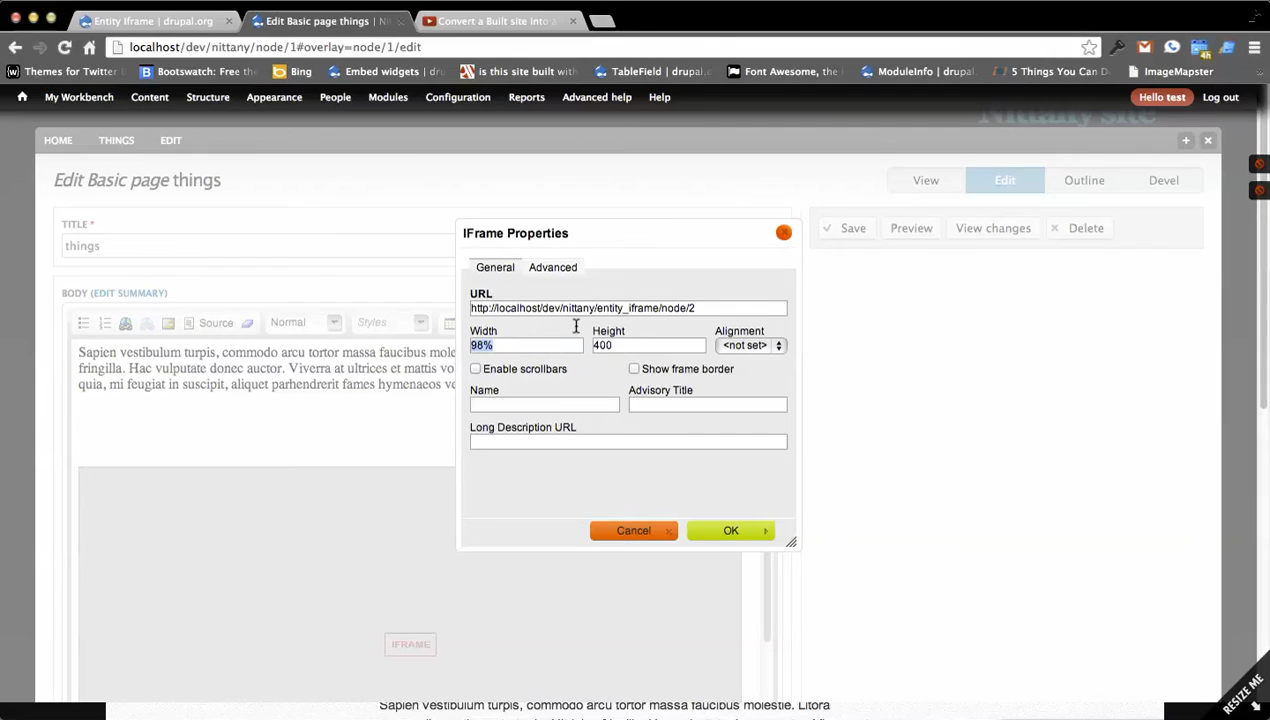 Entity Iframe | drupal.org
Edit Basic page things | Ni
Convert a Built site into a
localhost/dev/nittany/node/1#overlay=node/1/edit
Themes for Twitter B
Bootswatch: Free the
Bing
Embed widgets | dru
is this site built with
TableField | drupal.o
Font Awesome, the i
ModuleInfo | drupal.
5 Things You Can Do
ImageMapster
My Workbench Content Structure Appearance People Modules Configuration Reports Advanced help Help Hello test Log out
Nittany site
HOME THINGS EDIT
Edit Basic page things
View Edit Outline Devel
TITLE *
things
Save Preview View changes Delete
BODY (EDIT SUMMARY)
Source Normal Styles
Sapien vestibulum turpis, commodo arcu tortor massa faucibus mole
fringilla. Hac vulputate donec auctor. Viverra at ultrices et mattis vo
quia, mi feugiat in suscipit, aliquet parhendrerit fames hymenaeos ve
IFRAME
IFrame Properties
General Advanced
URL
http://localhost/dev/nittany/entity_iframe/node/2
Width Height Alignment
98% 400 <not set>
Enable scrollbars Show frame border
Name Advisory Title
Long Description URL
Cancel OK
Sapien vestibulum turpis, commodo arcu tortor massa faucibus molestie. Litora
RESIZE ME